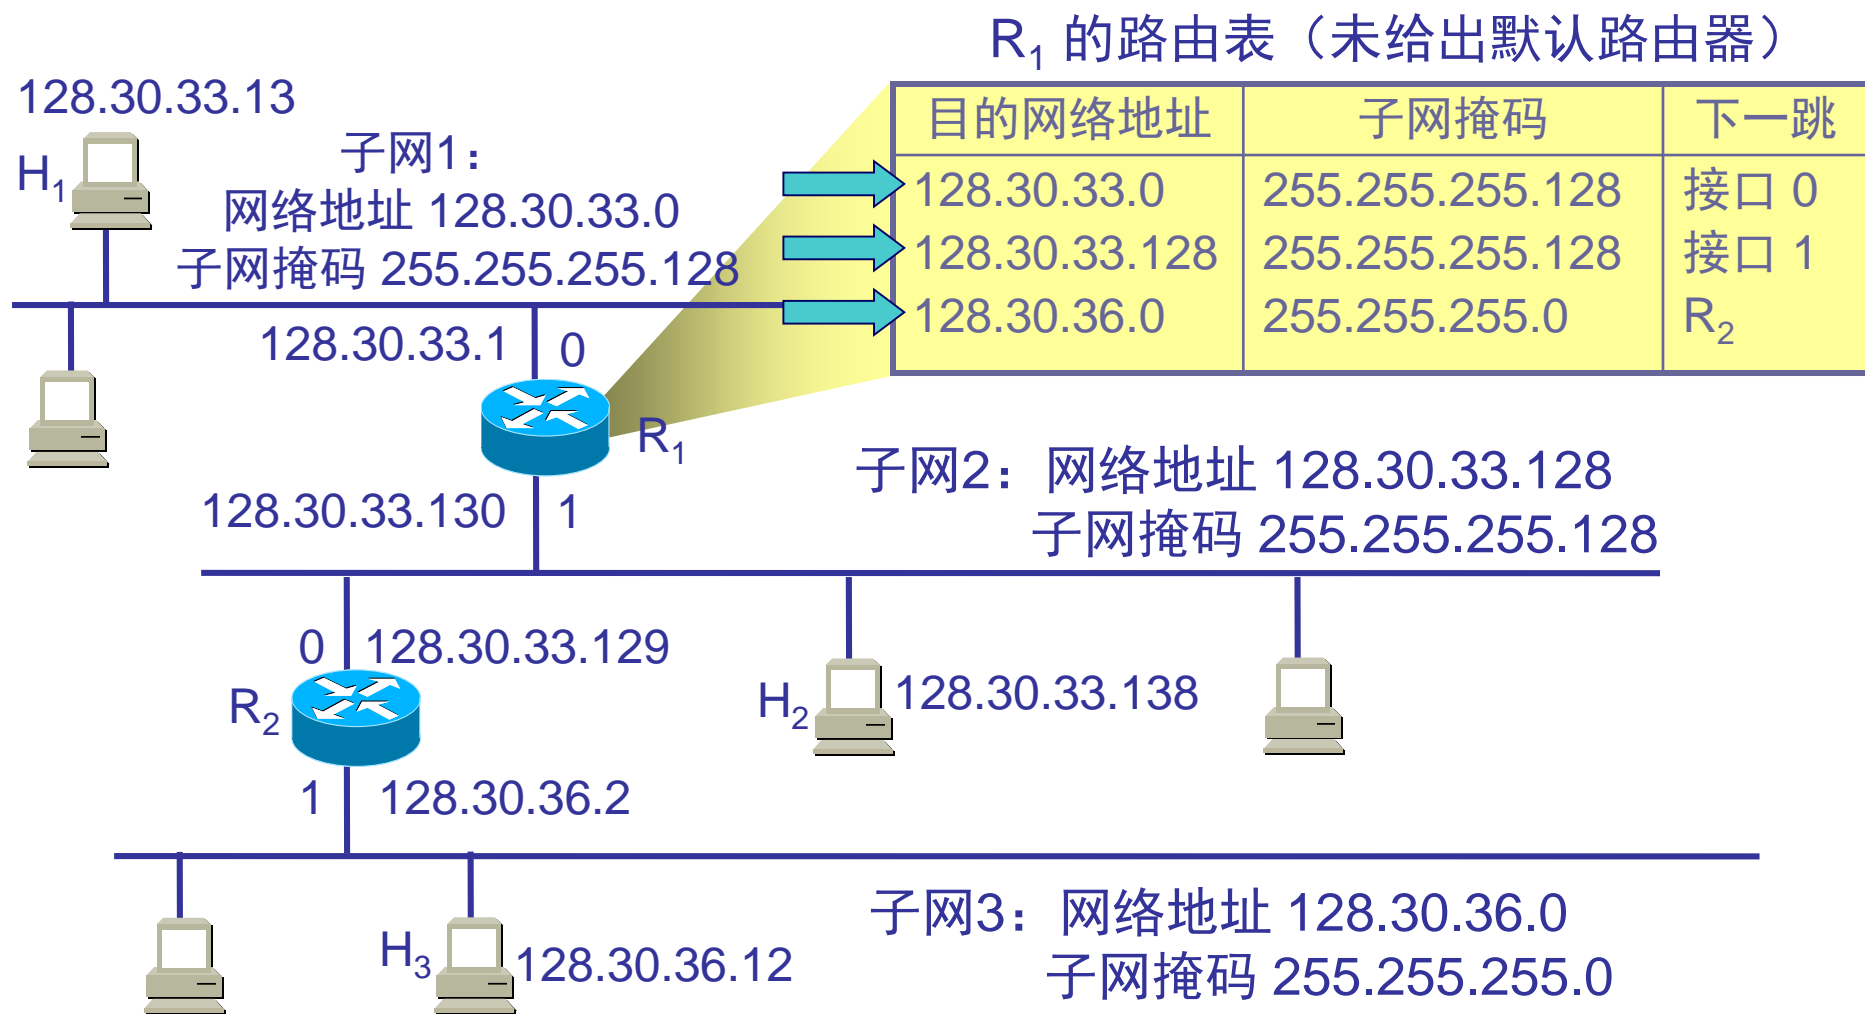 R1 的路由表（未给出默认路由器）
目的网络地址 子网掩码 下一跳
128.30.33.0 255.255.255.128 接口 0
128.30.33.128 255.255.255.128 接口 1
128.30.36.0 255.255.255.0 R2
128.30.33.13
H1
子网1：
网络地址 128.30.33.0
子网掩码 255.255.255.128
128.30.33.1 0
R1
128.30.33.130 1
子网2：网络地址 128.30.33.128
子网掩码 255.255.255.128
0 128.30.33.129
R2
H2 128.30.33.138
1 128.30.36.2
H3 128.30.36.12
子网3：网络地址 128.30.36.0
子网掩码 255.255.255.0